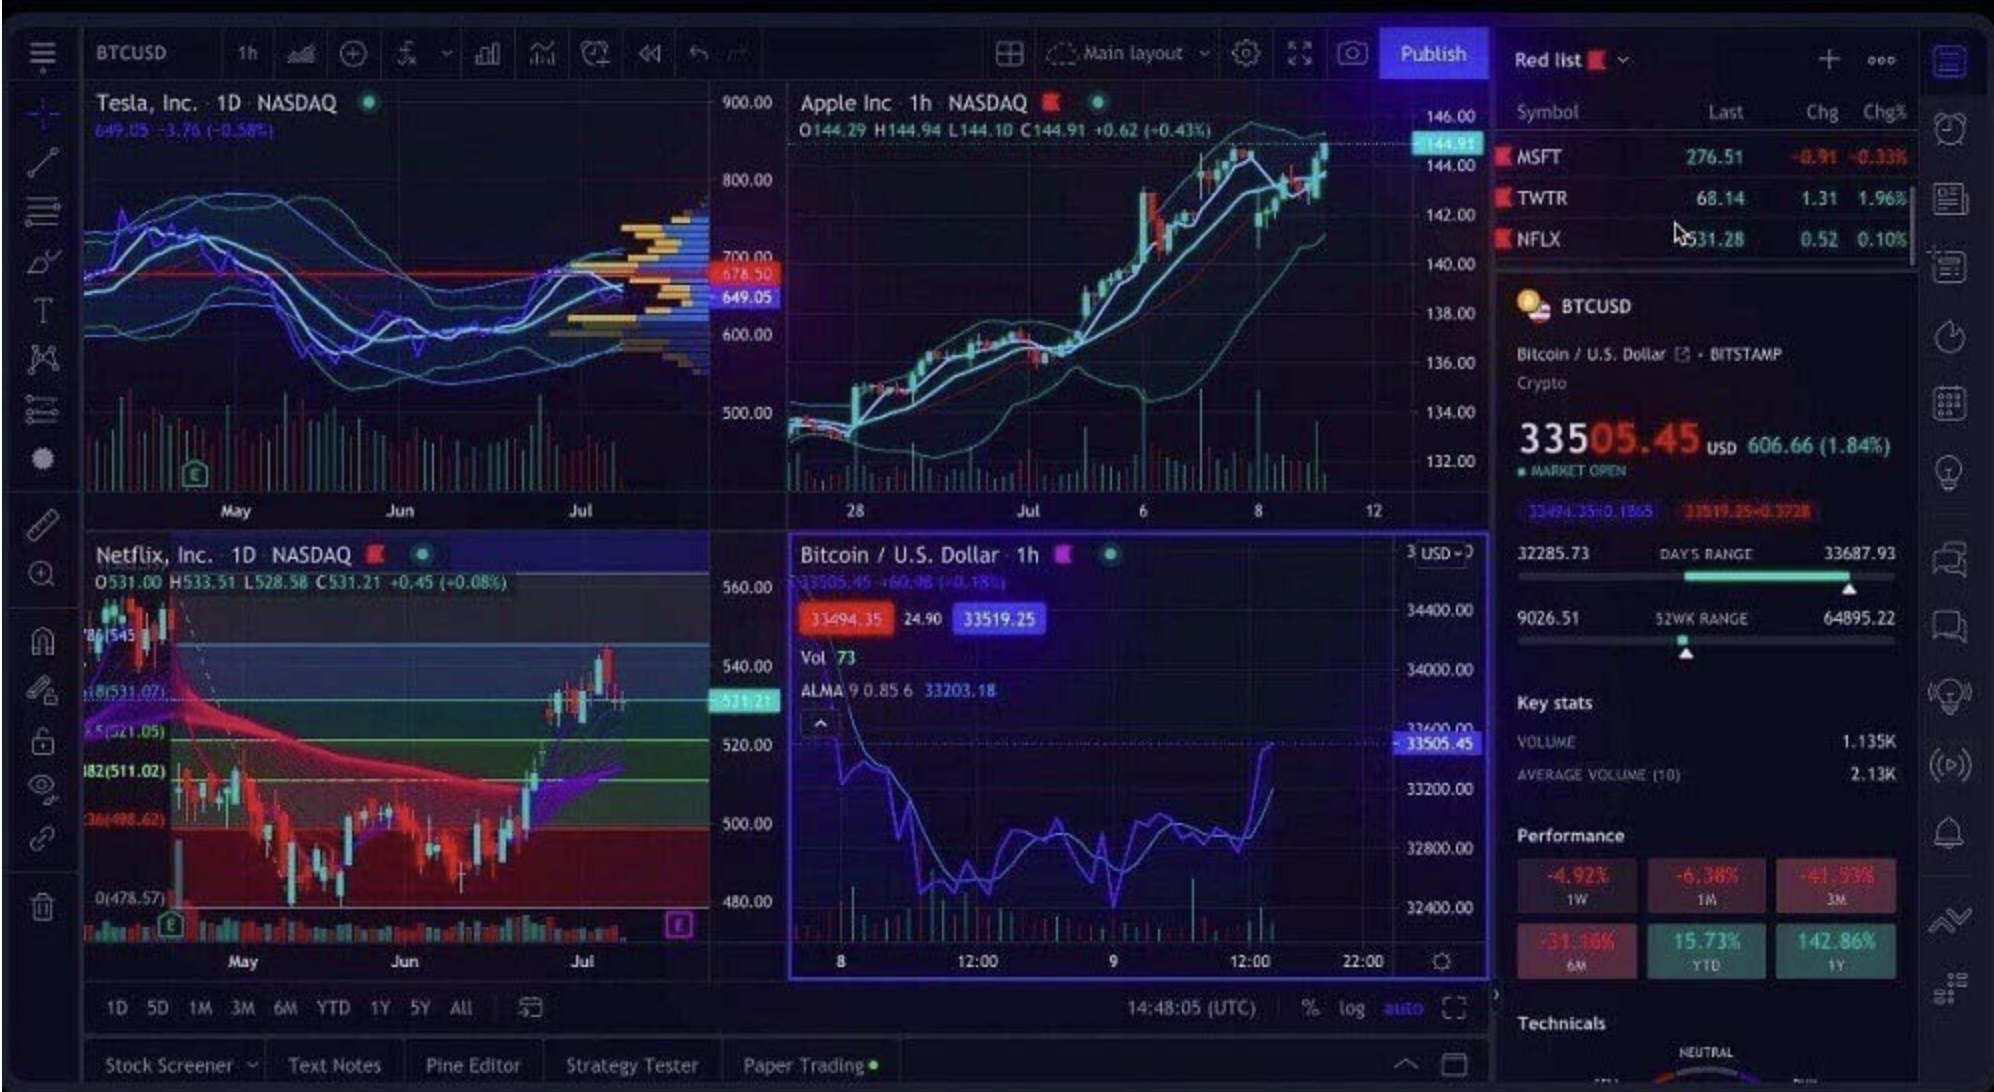 BTCUSD 1h Main layout Publish
Tesla, Inc. 1D NASDAQ
649.05 -3.76 (-0.58%)
900.00
800.00
700.00
678.50
649.05
600.00
500.00
May Jun Jul
Apple Inc 1h NASDAQ
O144.29 H144.94 L144.10 C144.91 +0.62 (+0.43%)
146.00
144.91
144.00
142.00
140.00
138.00
136.00
134.00
132.00
28 Jul 6 8 12
Netflix, Inc. 1D NASDAQ
O531.00 H533.51 L528.58 C531.21 +0.45 (+0.08%)
(545
(531.07)
(521.05)
382(511.02)
(498.62)
0(478.57)
560.00
540.00
531.21
520.00
500.00
480.00
E E E
May Jun Jul
Bitcoin / U.S. Dollar 1h
33505.45 +60.98 (+0.18%)
33494.35 24.90 33519.25
Vol 73
ALMA 9 0.85 6 33203.18
USD
34400.00
34000.00
33600.00
33505.45
33200.00
32800.00
32400.00
8 12:00 9 12:00 22:00
1D 5D 1M 3M 6M YTD 1Y 5Y All
14:48:05 (UTC) % log auto
Stock Screener Text Notes Pine Editor Strategy Tester Paper Trading
Red list
Symbol Last Chg Chg%
MSFT 276.51 -0.91 -0.33%
TWTR 68.14 1.31 1.96%
NFLX 531.28 0.52 0.10%
BTCUSD
Bitcoin / U.S. Dollar • BITSTAMP
Crypto
33505.45 USD 606.66 (1.84%)
MARKET OPEN
33494.35×0.1865 33519.25×0.3728
32285.73 DAY'S RANGE 33687.93
9026.51 52WK RANGE 64895.22
Key stats
VOLUME 1.135K
AVERAGE VOLUME (10) 2.13K
Performance
-4.92% -6.38% -41.53%
1W 1M 3M
-31.16% 15.73% 142.86%
6M YTD 1Y
Technicals
NEUTRAL